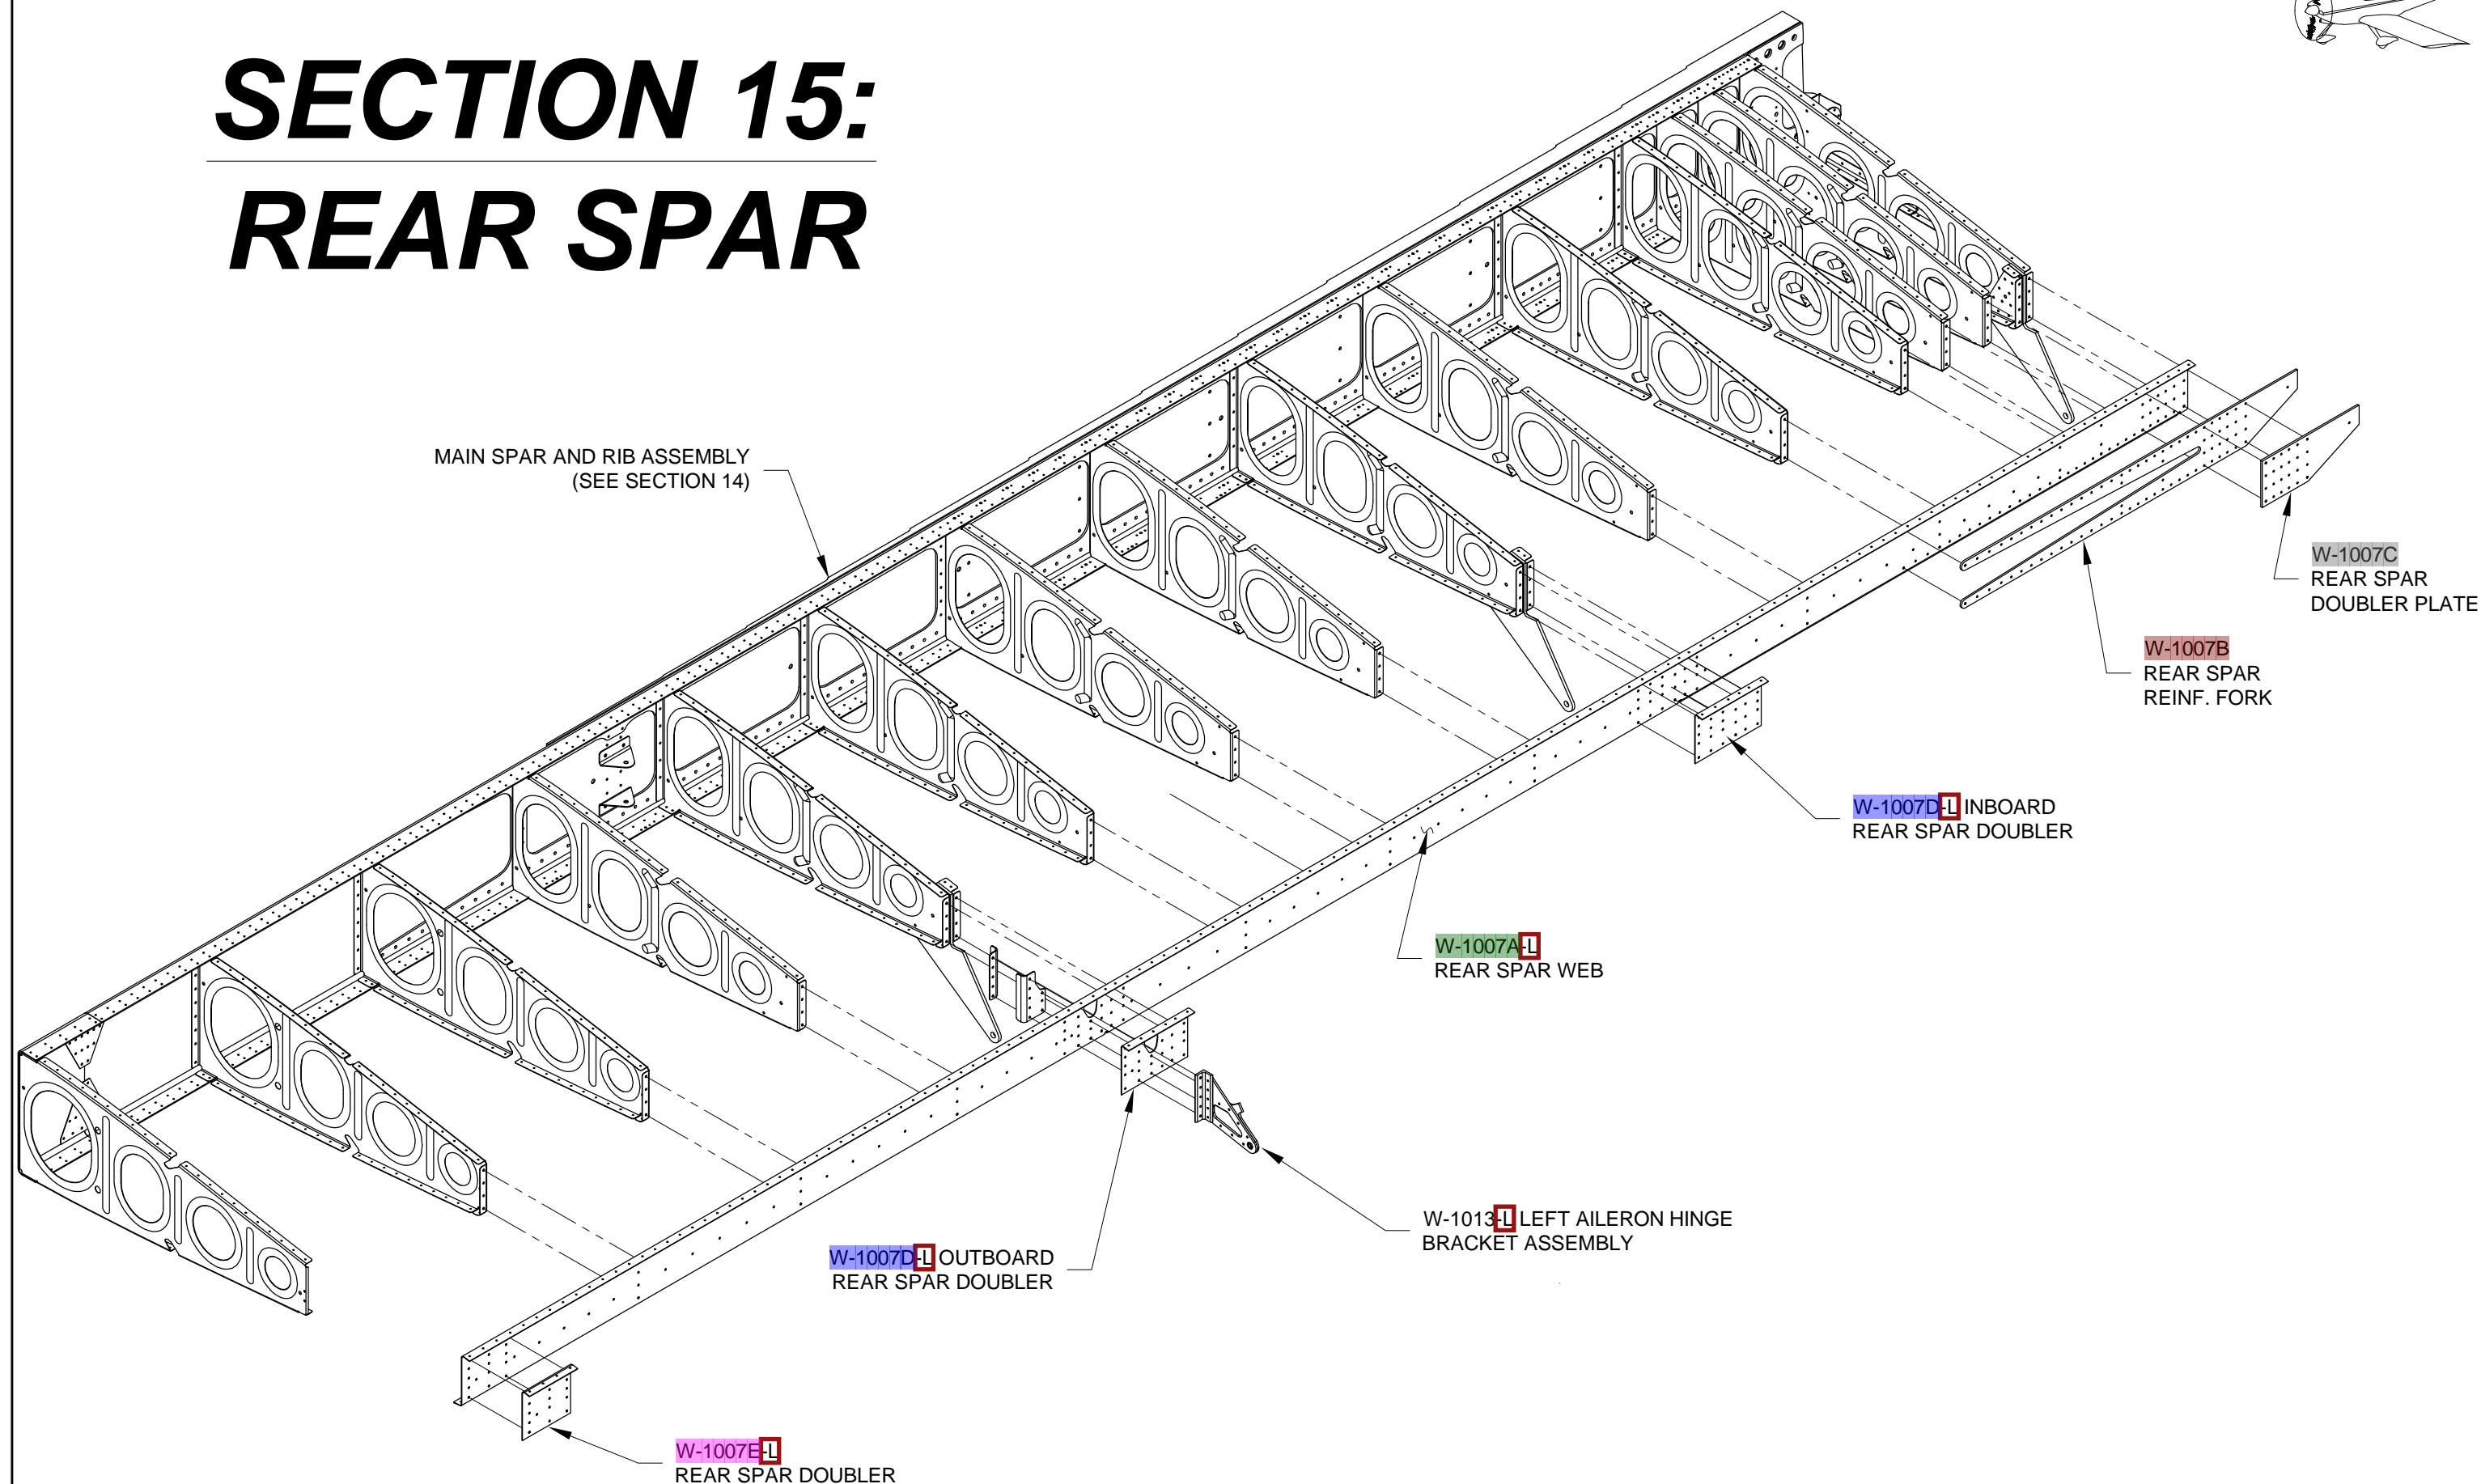 SECTION 15:
REAR SPAR
MAIN SPAR AND RIB ASSEMBLY
(SEE SECTION 14)
W-1007C
REAR SPAR
DOUBLER PLATE
W-1007B
REAR SPAR
REINF. FORK
W-1007D-L INBOARD
REAR SPAR DOUBLER
W-1007A-L
REAR SPAR WEB
W-1013-L LEFT AILERON HINGE
BRACKET ASSEMBLY
W-1007D-L OUTBOARD
REAR SPAR DOUBLER
W-1007E-L
REAR SPAR DOUBLER